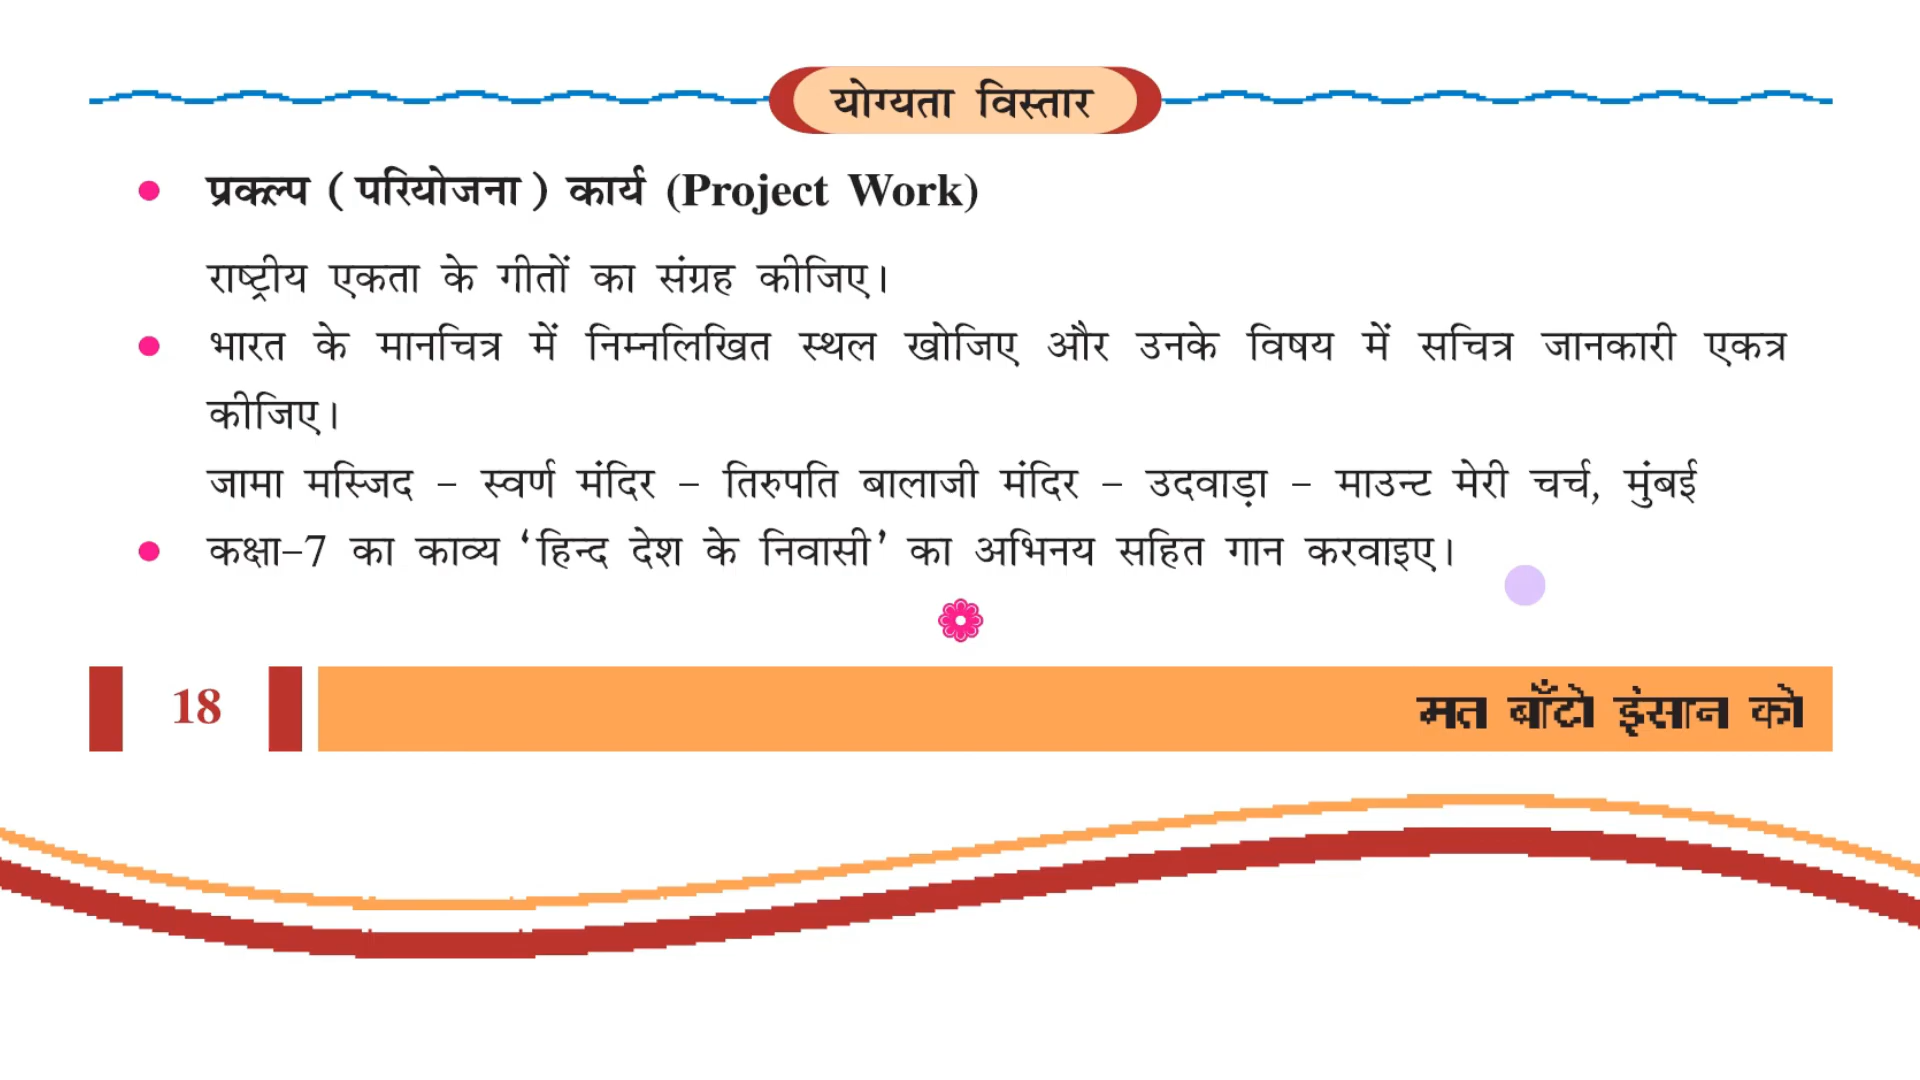 योग्यता विस्तार
● प्रकल्प ( परियोजना ) कार्य (Project Work)
राष्ट्रीय एकता के गीतों का संग्रह कीजिए।
● भारत के मानचित्र में निम्नलिखित स्थल खोजिए और उनके विषय में सचित्र जानकारी एकत्र
कीजिए।
जामा मस्जिद – स्वर्ण मंदिर – तिरुपति बालाजी मंदिर – उदवाड़ा – माउन्ट मेरी चर्च, मुंबई
● कक्षा–7 का काव्य ‘हिन्द देश के निवासी’ का अभिनय सहित गान करवाइए।
18
मत बाँटो इंसान को